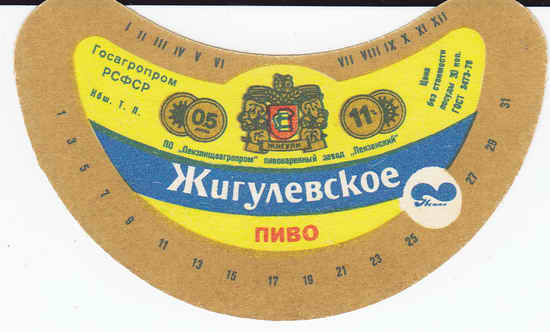 I II III IV V VI VII VIII IX X XI XII
Госагропром
РСФСР
Цена
без стоимости
посуды 30 коп.
ГОСТ 3473-78
05
11
ЖИГУЛИ
ПО „Пензпищеагропром" пивоваренный завод „Пензенский"
Жигулевское
ПИВО
1 3 5 7 9 11 13 15 17 19 21 23 25 27 29 31